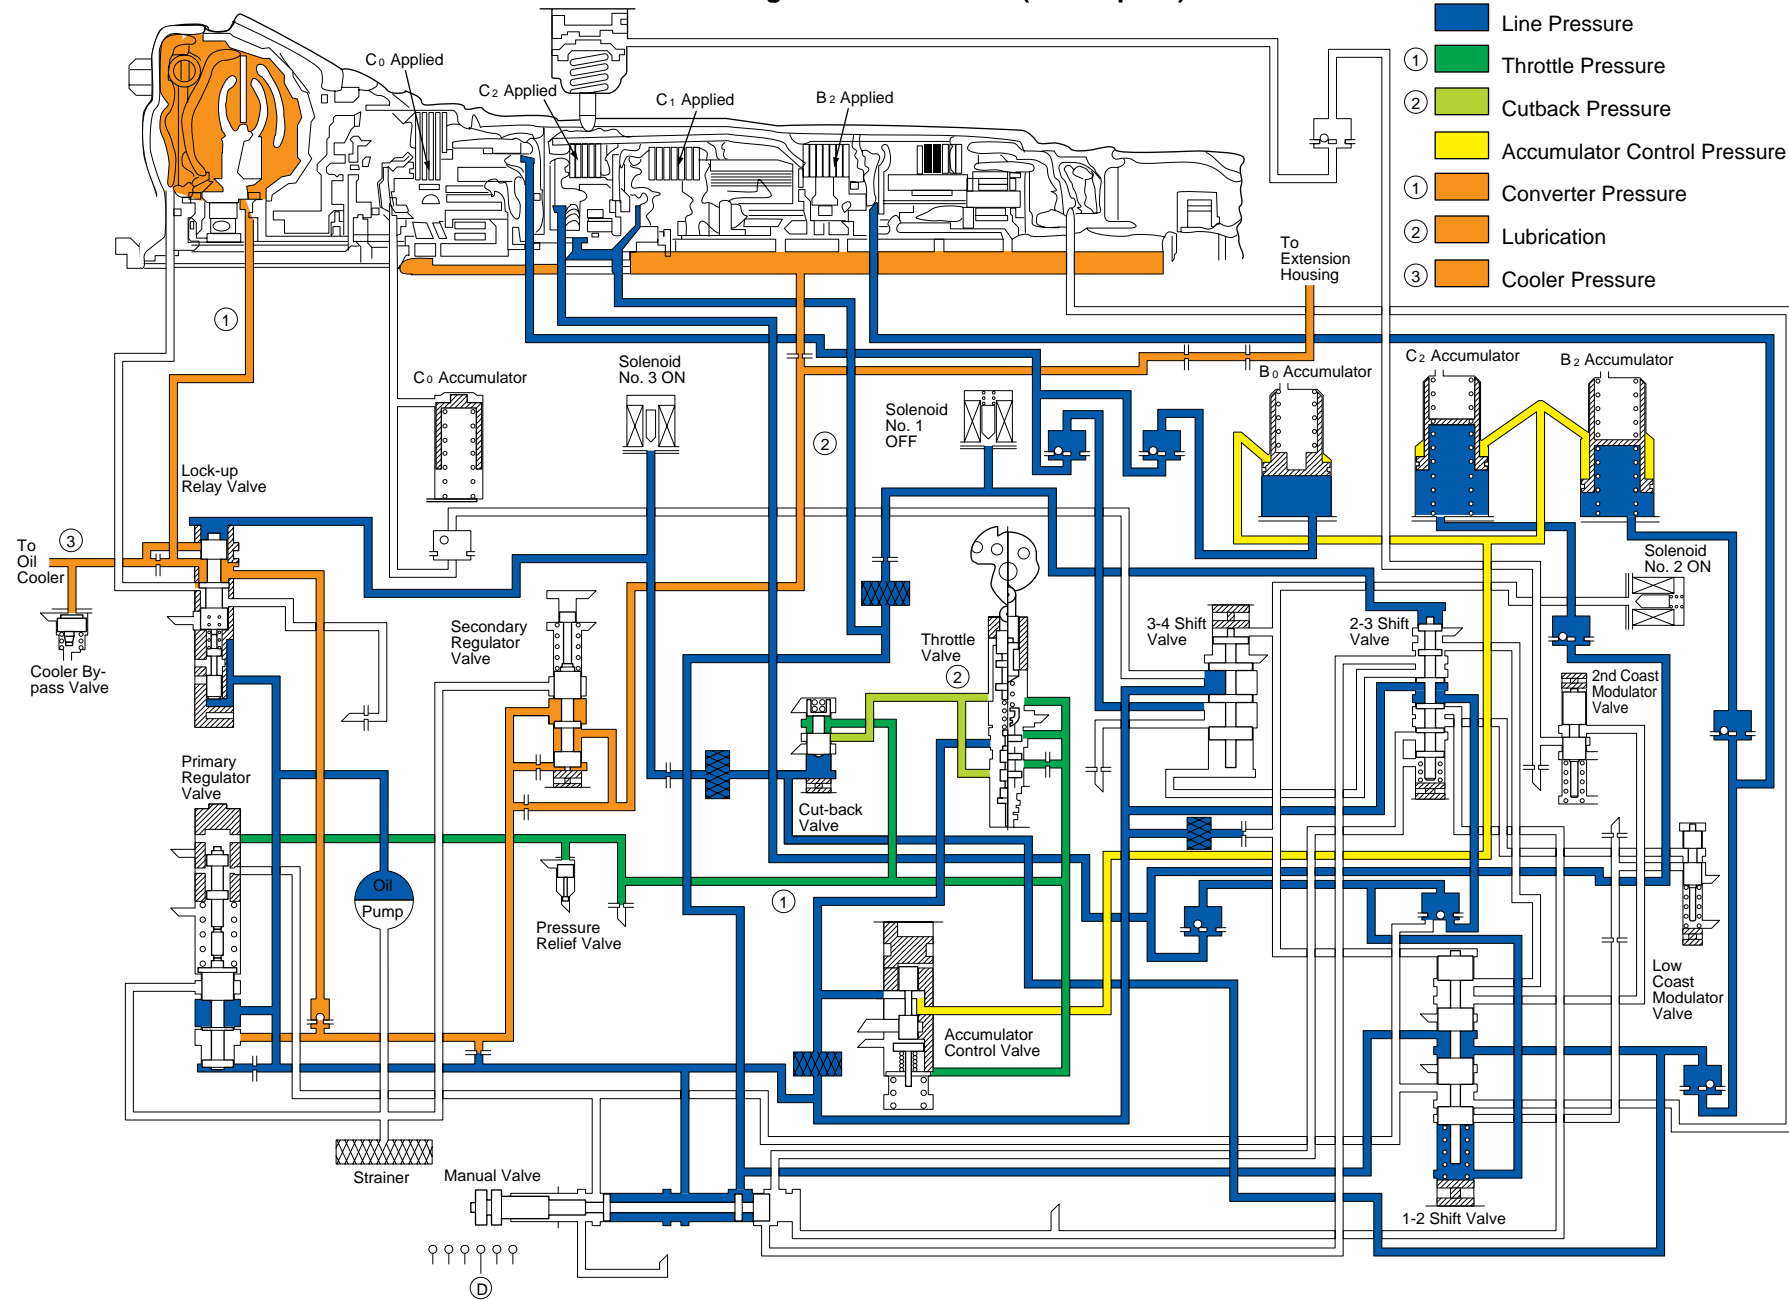 Line Pressure
① Throttle Pressure
② Cutback Pressure
Accumulator Control Pressure
① Converter Pressure
② Lubrication
③ Cooler Pressure
C0 Applied
C2 Applied
C1 Applied
B2 Applied
To
Extension
Housing
①
C0 Accumulator
Solenoid
No. 3 ON
②
Solenoid
No. 1
OFF
B0 Accumulator
C2 Accumulator
B2 Accumulator
Lock-up
Relay Valve
To
Oil
Cooler
③
Cooler By-
pass Valve
Secondary
Regulator
Valve
Throttle
Valve
②
3-4 Shift
Valve
2-3 Shift
Valve
Solenoid
No. 2 ON
2nd Coast
Modulator
Valve
Primary
Regulator
Valve
Cut-back
Valve
Oil
Pump
Pressure
Relief Valve
①
Accumulator
Control Valve
Low
Coast
Modulator
Valve
Strainer
Manual Valve
1-2 Shift Valve
D